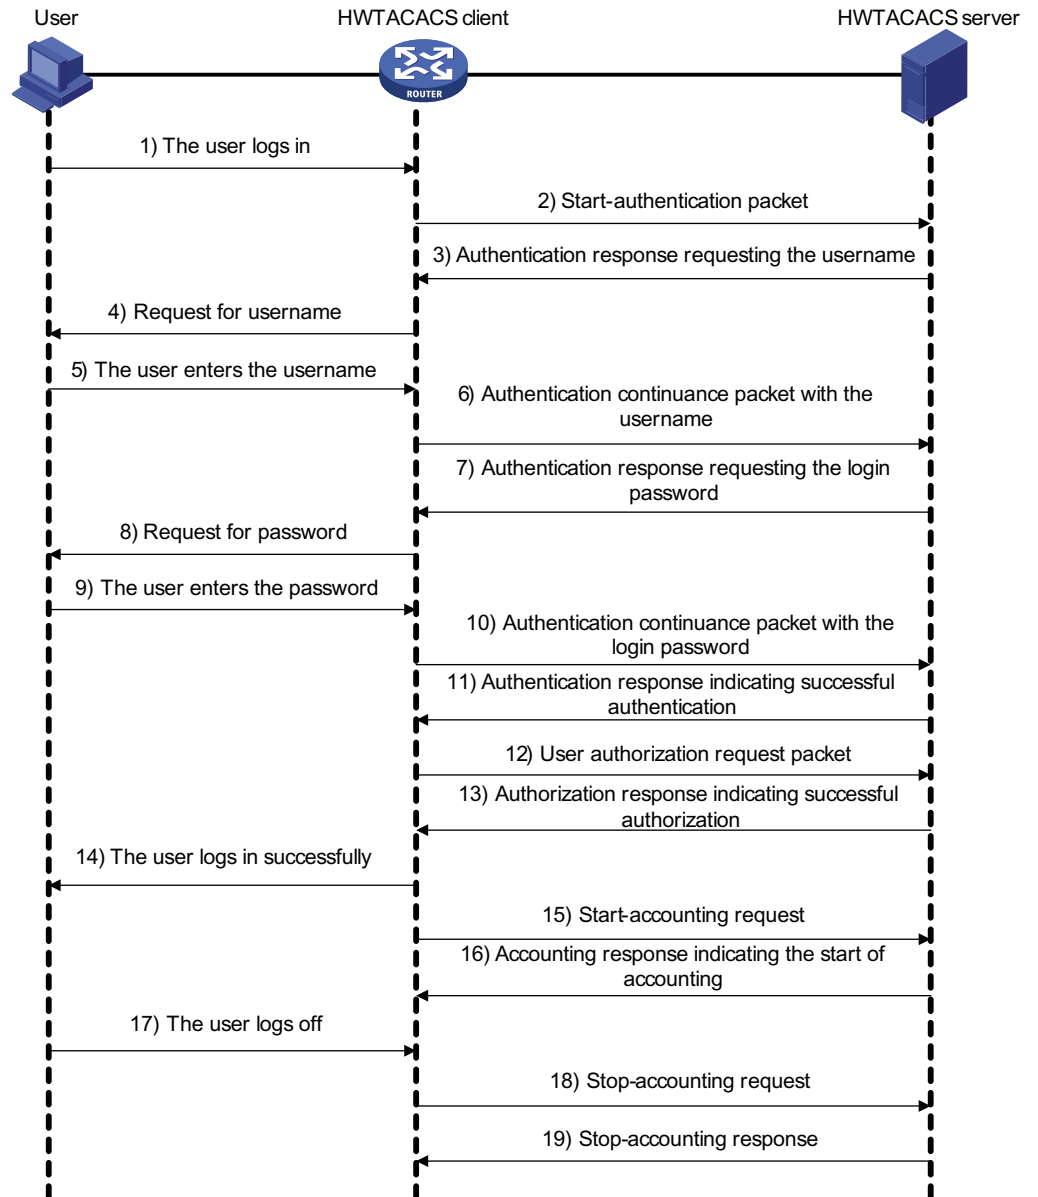 User
HWTACACS client
HWTACACS server
ROUTER
1) The user logs in
2) Start-authentication packet
3) Authentication response requesting the username
4) Request for username
5) The user enters the username
6) Authentication continuance packet with the
username
7) Authentication response requesting the login
password
8) Request for password
9) The user enters the password
10) Authentication continuance packet with the
login password
11) Authentication response indicating successful
authentication
12) User authorization request packet
13) Authorization response indicating successful
authorization
14) The user logs in successfully
15) Start-accounting request
16) Accounting response indicating the start of
accounting
17) The user logs off
18) Stop-accounting request
19) Stop-accounting response